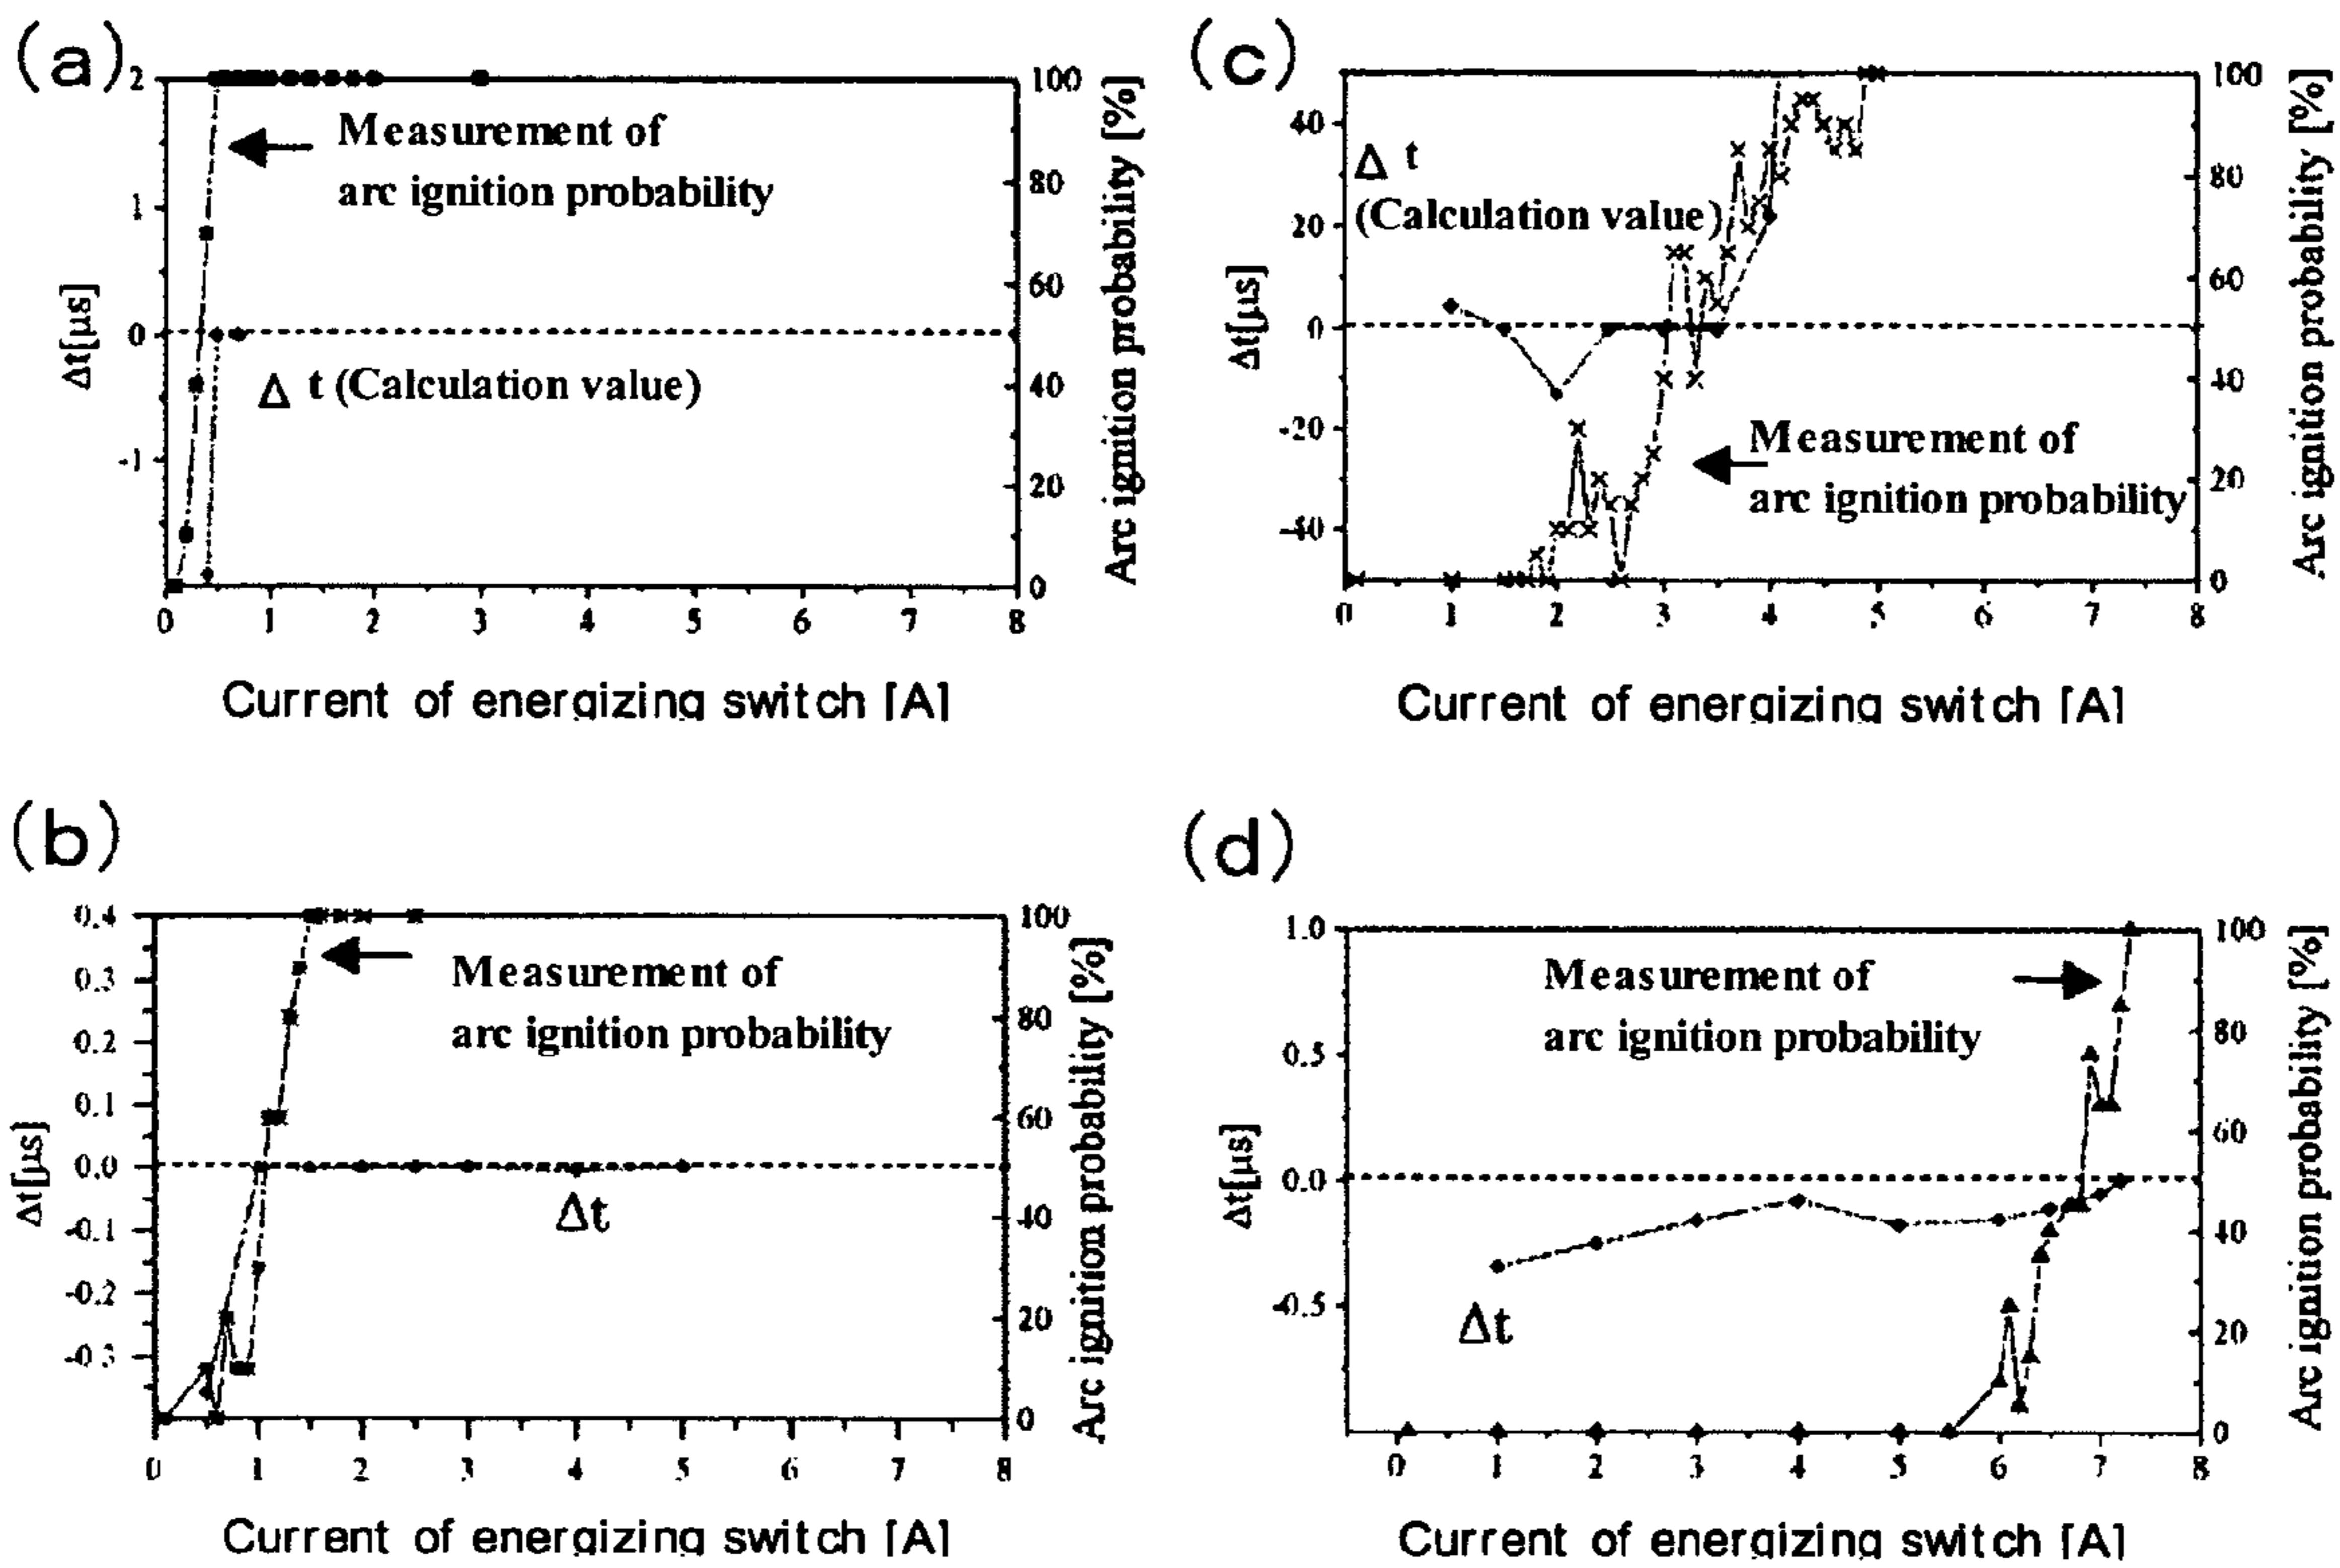 (a)
2
1
0
-1
Δt[µs]
100
80
60
40
20
0
Arc ignition probability [%]
Measurement of
arc ignition probability
Δ t (Calculation value)
0 1 2 3 4 5 6 7 8
Current of energizing switch [A]
(c)
40
20
0
-20
-40
Δt[µs]
100
80
60
40
20
0
Arc ignition probability [%]
Δ t
(Calculation value)
Measurement of
arc ignition probability
0 1 2 3 4 5 6 7 8
Current of energizing switch [A]
(b)
0.4
0.3
0.2
0.1
0.0
-0.1
-0.2
-0.3
Δt[µs]
100
80
60
40
20
0
Arc ignition probability [%]
Measurement of
arc ignition probability
Δt
0 1 2 3 4 5 6 7 8
Current of energizing switch [A]
(d)
1.0
0.5
0.0
-0.5
Δt[µs]
100
80
60
40
20
0
Arc ignition probability [%]
Measurement of
arc ignition probability
Δt
0 1 2 3 4 5 6 7 8
Current of energizing switch [A]